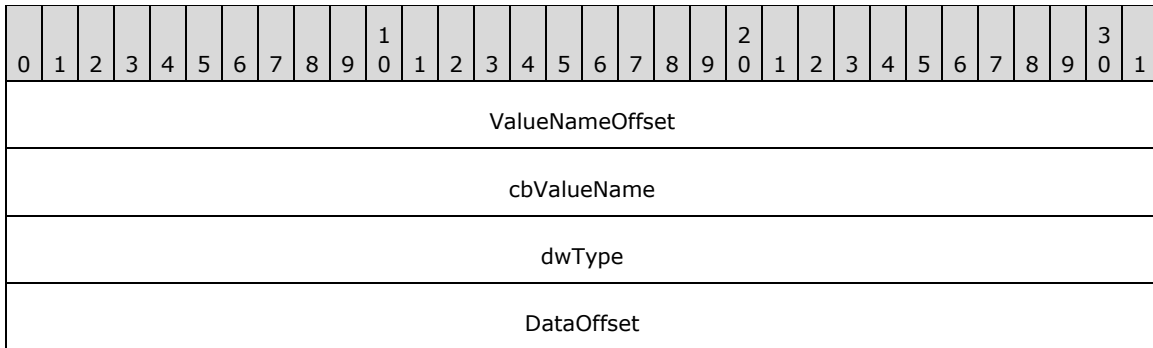 1 2 3
0 1 2 3 4 5 6 7 8 9 0 1 2 3 4 5 6 7 8 9 0 1 2 3 4 5 6 7 8 9 0 1
ValueNameOffset
cbValueName
dwType
DataOffset